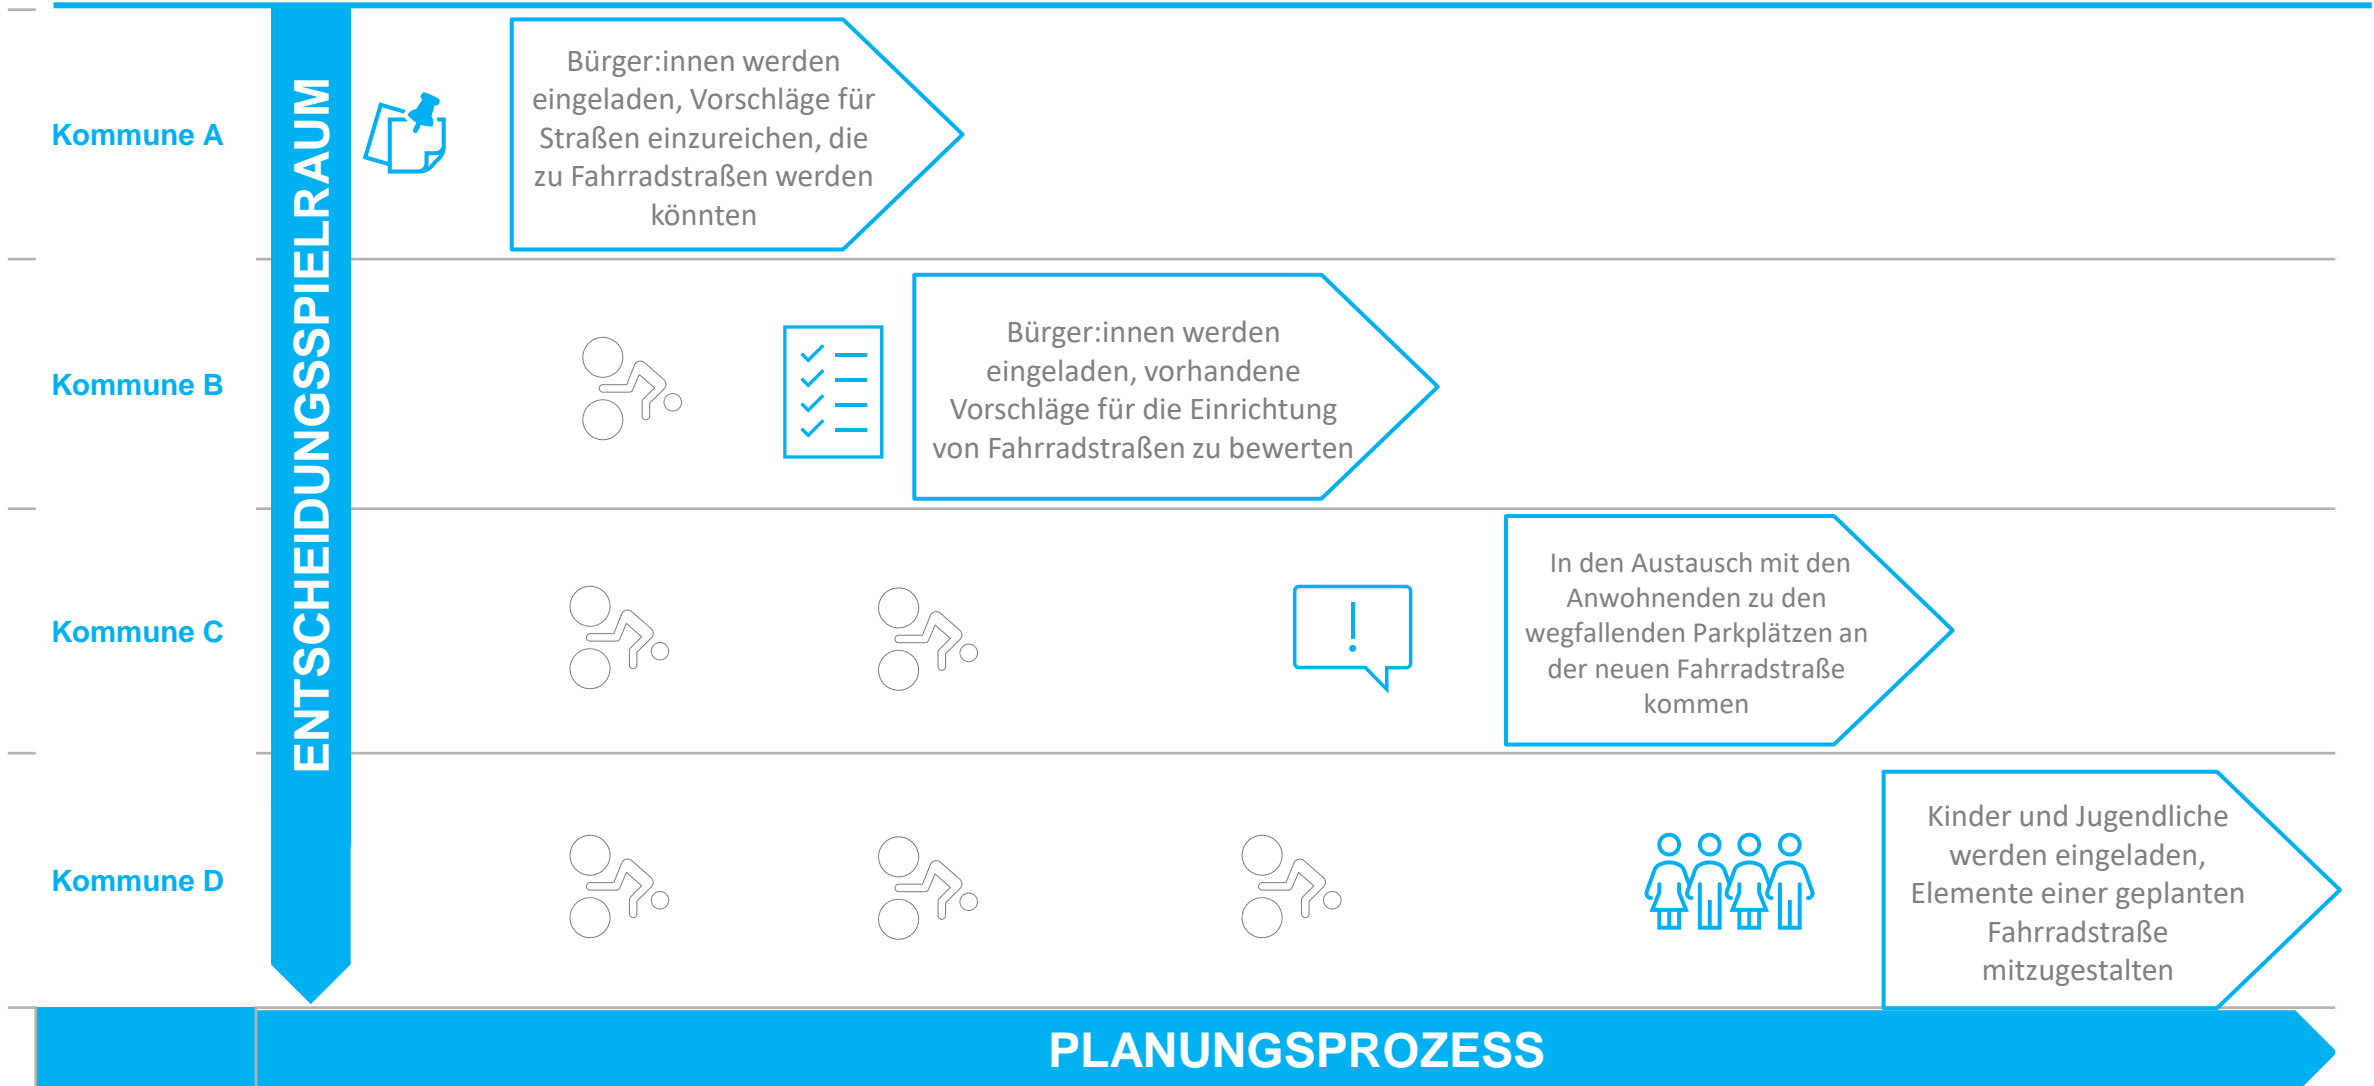 Kommune A
ENTSCHEIDUNGSSPIELRAUM
Bürger:innen werden
eingeladen, Vorschläge für
Straßen einzureichen, die
zu Fahrradstraßen werden
könnten
Kommune B
Bürger:innen werden
eingeladen, vorhandene
Vorschläge für die Einrichtung
von Fahrradstraßen zu bewerten
Kommune C
!
In den Austausch mit den
Anwohnenden zu den
wegfallenden Parkplätzen an
der neuen Fahrradstraße
kommen
Kommune D
Kinder und Jugendliche
werden eingeladen,
Elemente einer geplanten
Fahrradstraße
mitzugestalten
PLANUNGSPROZESS